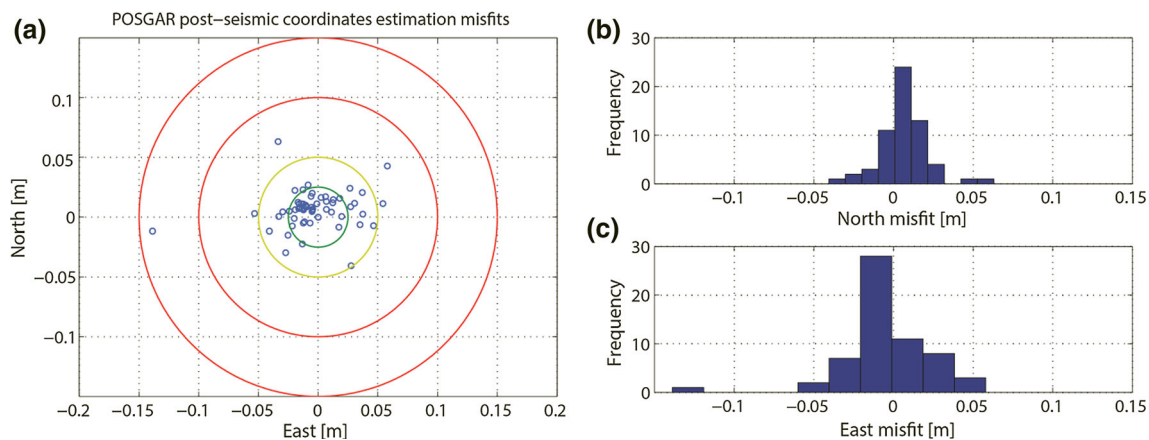 (a)
POSGAR post−seismic coordinates estimation misfits
North [m]
0.1
0.05
0
−0.05
−0.1
−0.2 −0.15 −0.1 −0.05 0 0.05 0.1 0.15 0.2
East [m]
(b)
Frequency
30
20
10
0
−0.1 −0.05 0 0.05 0.1 0.15
North misfit [m]
(c)
Frequency
30
20
10
0
−0.1 −0.05 0 0.05 0.1 0.15
East misfit [m]